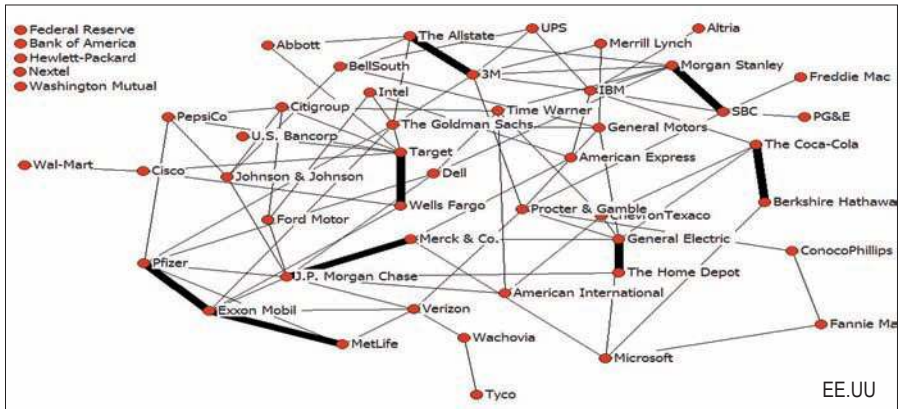 Federal Reserve
Bank of America
Hewlett-Packard
Nextel
Washington Mutual
Abbott
The Allstate
UPS
Altria
Merrill Lynch
BellSouth
3M
Morgan Stanley
Freddie Mac
Intel
IBM
PepsiCo
Citigroup
Time Warner
SBC
PG&E
U.S. Bancorp
The Goldman Sachs
General Motors
Target
The Coca-Cola
Wal-Mart
Cisco
Johnson & Johnson
Dell
American Express
Ford Motor
Wells Fargo
Procter & Gamble
ChevronTexaco
Berkshire Hathawa
Merck & Co.
General Electric
ConocoPhillips
Pfizer
J.P. Morgan Chase
The Home Depot
American International
Exxon Mobil
Verizon
Fannie Ma
MetLife
Wachovia
Microsoft
Tyco
EE.UU